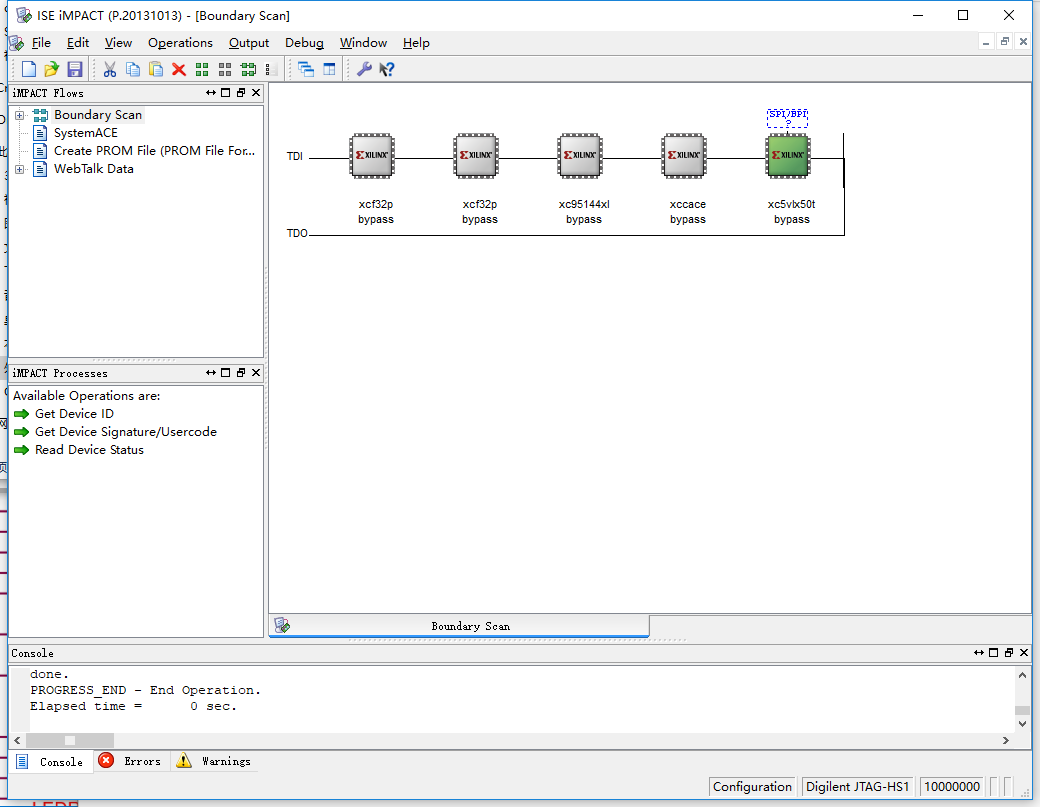 ISE iMPACT (P.20131013) - [Boundary Scan]
File Edit View Operations Output Debug Window Help
iMPACT Flows
Boundary Scan
SystemACE
Create PROM File (PROM File For...
WebTalk Data
SPI/BPI
?
TDI
XILINX XILINX XILINX XILINX XILINX
xcf32p xcf32p xc95144xl xccace xc5vlx50t
bypass bypass bypass bypass bypass
TDO
iMPACT Processes
Available Operations are:
Get Device ID
Get Device Signature/Usercode
Read Device Status
Boundary Scan
Console
done.
PROGRESS_END - End Operation.
Elapsed time =      0 sec.
Console Errors Warnings
Configuration Digilent JTAG-HS1 10000000